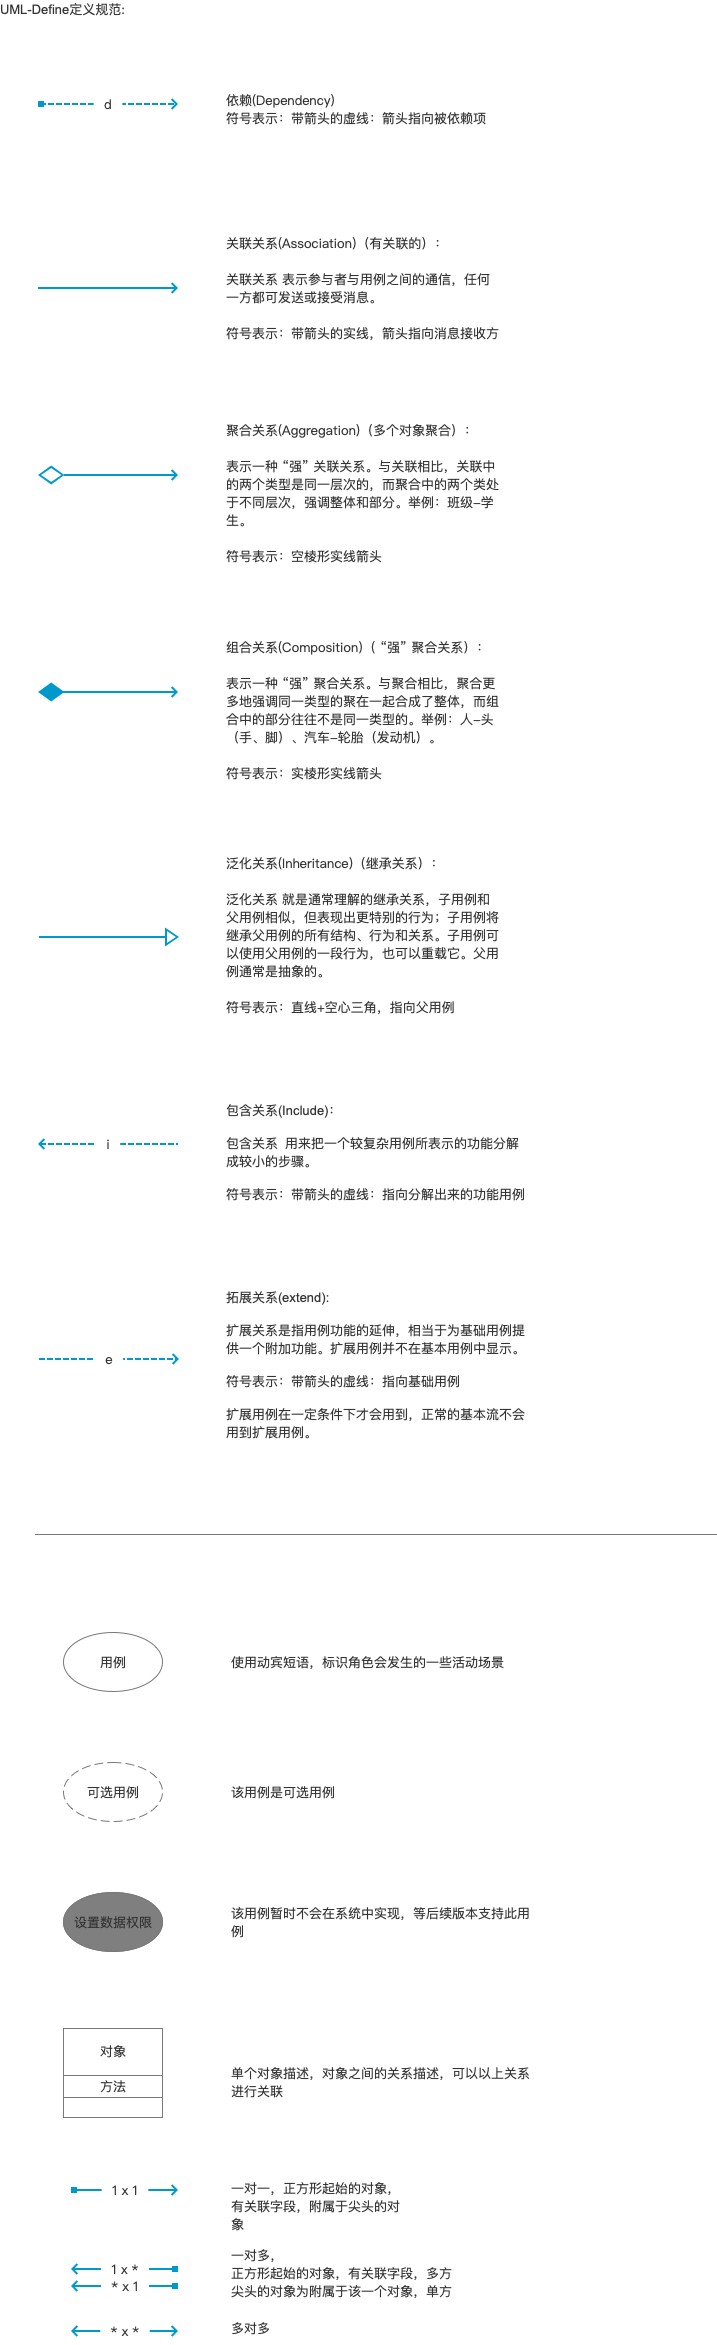 UML-Define定义规范:
d
依赖(Dependency)
符号表示：带箭头的虚线：箭头指向被依赖项
关联关系(Association)（有关联的）：
关联关系 表示参与者与用例之间的通信，任何
一方都可发送或接受消息。
符号表示：带箭头的实线，箭头指向消息接收方
聚合关系(Aggregation)（多个对象聚合）：
表示一种 “强” 关联关系。与关联相比，关联中
的两个类型是同一层次的，而聚合中的两个类处
于不同层次，强调整体和部分。举例：班级–学
生。
符号表示：空棱形实线箭头
组合关系(Composition)（ “强” 聚合关系）：
表示一种 “强” 聚合关系。与聚合相比，聚合更
多地强调同一类型的聚在一起合成了整体，而组
合中的部分往往不是同一类型的。举例：人–头
（手、脚）、汽车–轮胎（发动机）。
符号表示：实棱形实线箭头
泛化关系(Inheritance)（继承关系）：
泛化关系 就是通常理解的继承关系，子用例和
父用例相似，但表现出更特别的行为；子用例将
继承父用例的所有结构、行为和关系。子用例可
以使用父用例的一段行为，也可以重载它。父用
例通常是抽象的。
符号表示：直线+空心三角，指向父用例
包含关系(Include)：
i
包含关系  用来把一个较复杂用例所表示的功能分解
成较小的步骤。
符号表示：带箭头的虚线：指向分解出来的功能用例
拓展关系(extend):
扩展关系是指用例功能的延伸，相当于为基础用例提
供一个附加功能。扩展用例并不在基本用例中显示。
e
符号表示：带箭头的虚线：指向基础用例
扩展用例在一定条件下才会用到，正常的基本流不会
用到扩展用例。
用例
使用动宾短语，标识角色会发生的一些活动场景
可选用例
该用例是可选用例
设置数据权限
该用例暂时不会在系统中实现，等后续版本支持此用
例
对象
方法
单个对象描述，对象之间的关系描述，可以以上关系
进行关联
1 x 1
一对一，正方形起始的对象，
有关联字段，附属于尖头的对
象
1 x *
* x 1
一对多，
正方形起始的对象，有关联字段，多方
尖头的对象为附属于该一个对象，单方
* x *
多对多